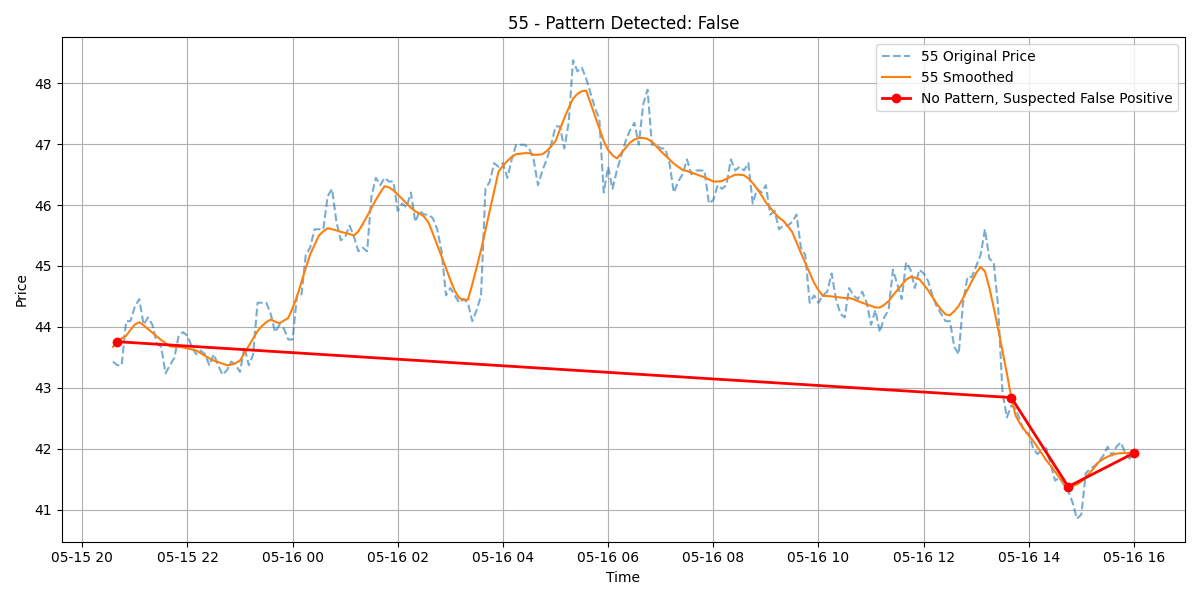 55 - Pattern Detected: False
55 Original Price
55 Smoothed
No Pattern, Suspected False Positive
Price
48
47
46
45
44
43
42
41
05-15 20 05-15 22 05-16 00 05-16 02 05-16 04 05-16 06 05-16 08 05-16 10 05-16 12 05-16 14 05-16 16
Time